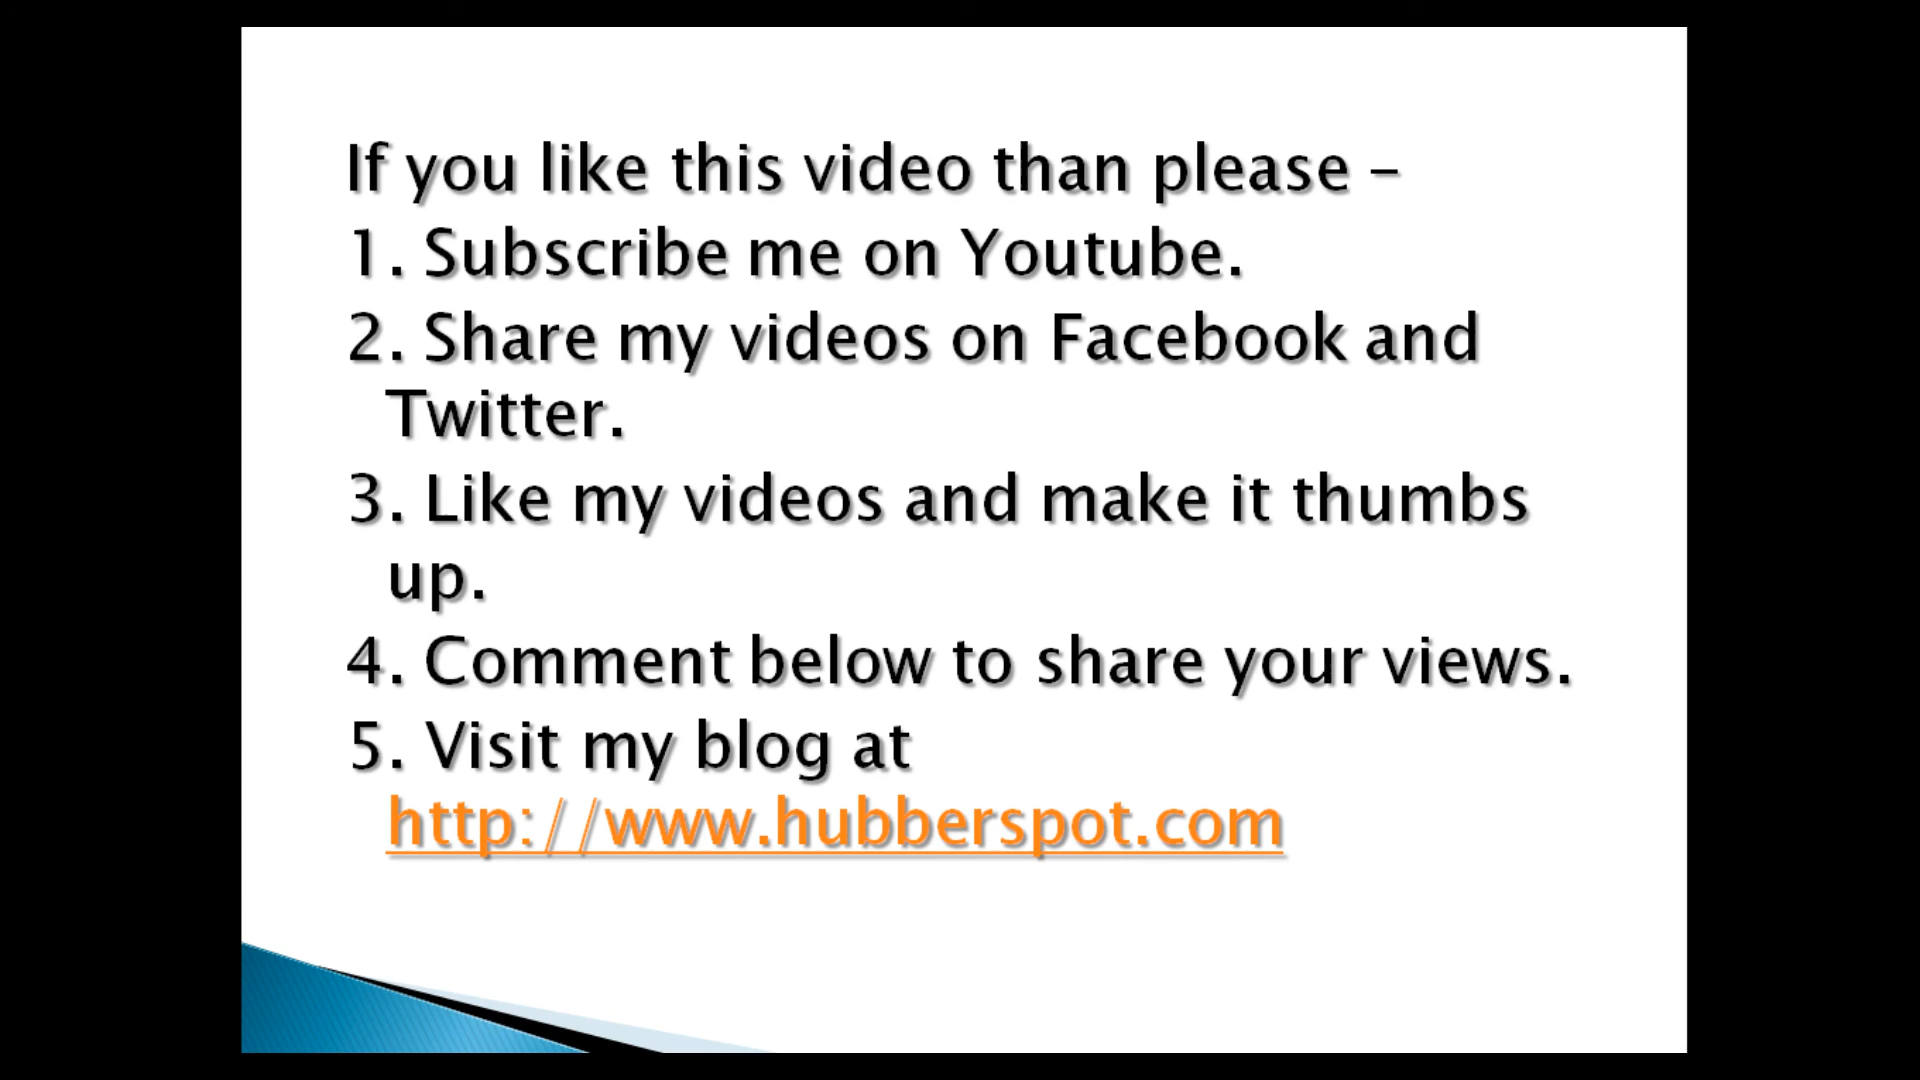 If you like this video than please –
1. Subscribe me on Youtube.
2. Share my videos on Facebook and
Twitter.
3. Like my videos and make it thumbs
up.
4. Comment below to share your views.
5. Visit my blog at
http://www.hubberspot.com